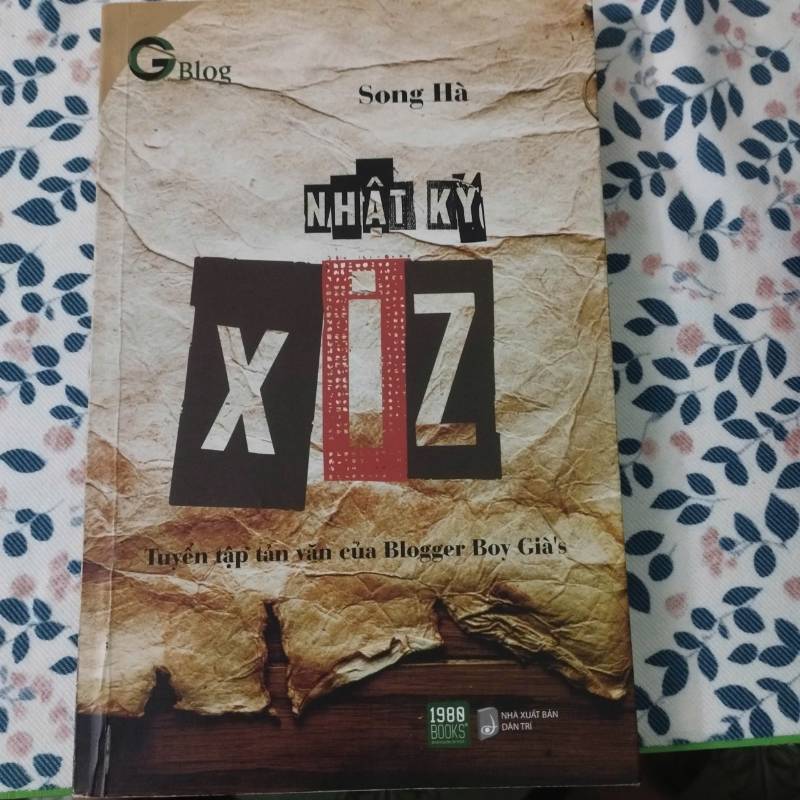 G Blog
Song Hà
NHẬT KÝ
XiZ
Tuyển tập tản văn của Blogger Boy Già's
1980
BOOKS
NHÀ XUẤT BẢN
DÂN TRÍ